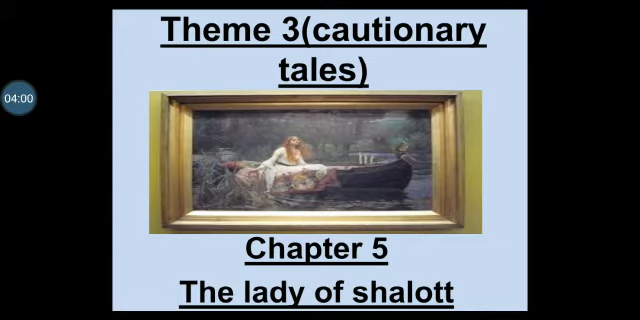 Theme 3(cautionary
tales)
04:00
Chapter 5
The lady of shalott